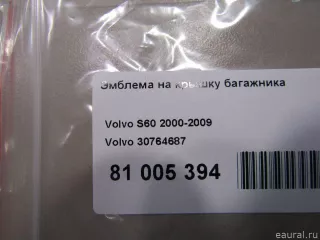 Эмблема на крышку багажника
Volvo S60 2000-2009
Volvo 30764687
81 005 394
eaural.ru